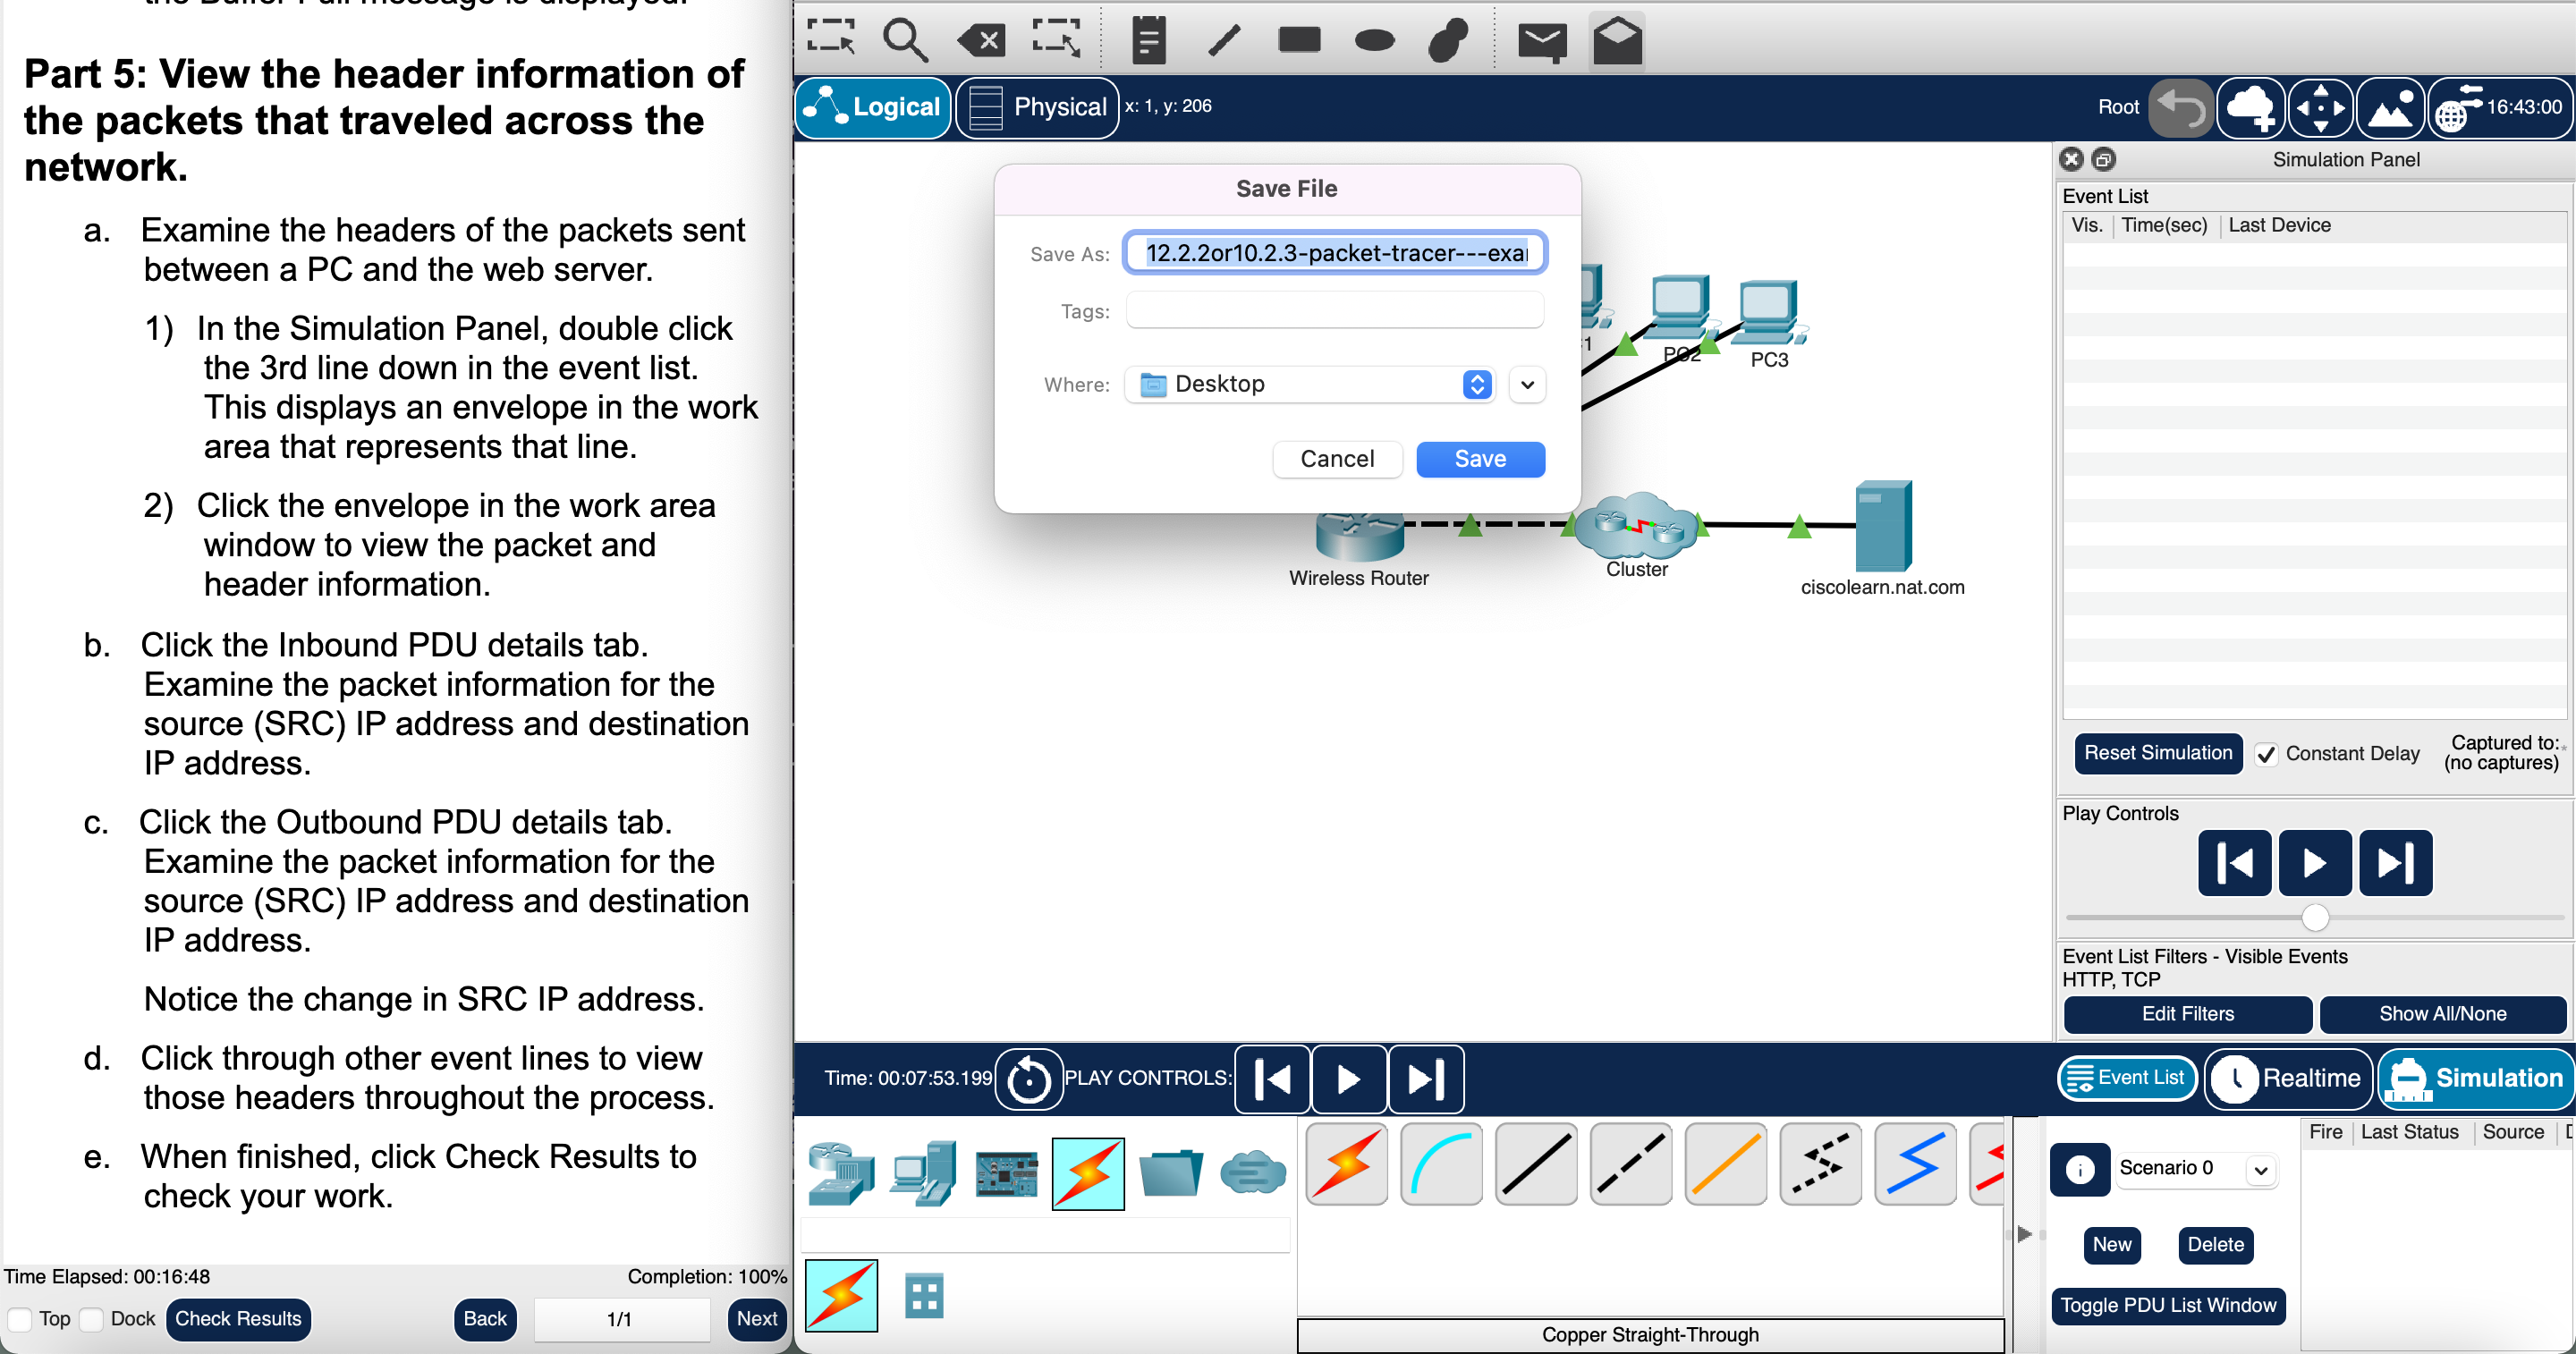 Part 5: View the header information of
the packets that traveled across the
network.
a. Examine the headers of the packets sent
between a PC and the web server.
1) In the Simulation Panel, double click
the 3rd line down in the event list.
This displays an envelope in the work
area that represents that line.
2) Click the envelope in the work area
window to view the packet and
header information.
b. Click the Inbound PDU details tab.
Examine the packet information for the
source (SRC) IP address and destination
IP address.
c. Click the Outbound PDU details tab.
Examine the packet information for the
source (SRC) IP address and destination
IP address.
Notice the change in SRC IP address.
d. Click through other event lines to view
those headers throughout the process.
e. When finished, click Check Results to
check your work.
Time Elapsed: 00:16:48 Completion: 100%
Top Dock Check Results Back 1/1 Next
Logical Physical x: 1, y: 206 Root 16:43:00
Save File
Save As: 12.2.2or10.2.3-packet-tracer---exa
Tags:
Where: Desktop
Cancel Save
1 PC2 PC3
Wireless Router Cluster ciscolearn.nat.com
Simulation Panel
Event List
Vis. Time(sec) Last Device
Reset Simulation Constant Delay Captured to:*
(no captures)
Play Controls
Event List Filters - Visible Events
HTTP, TCP
Edit Filters Show All/None
Time: 00:07:53.199 PLAY CONTROLS: Event List Realtime Simulation
Scenario 0
New Delete
Toggle PDU List Window
Fire Last Status Source
Copper Straight-Through